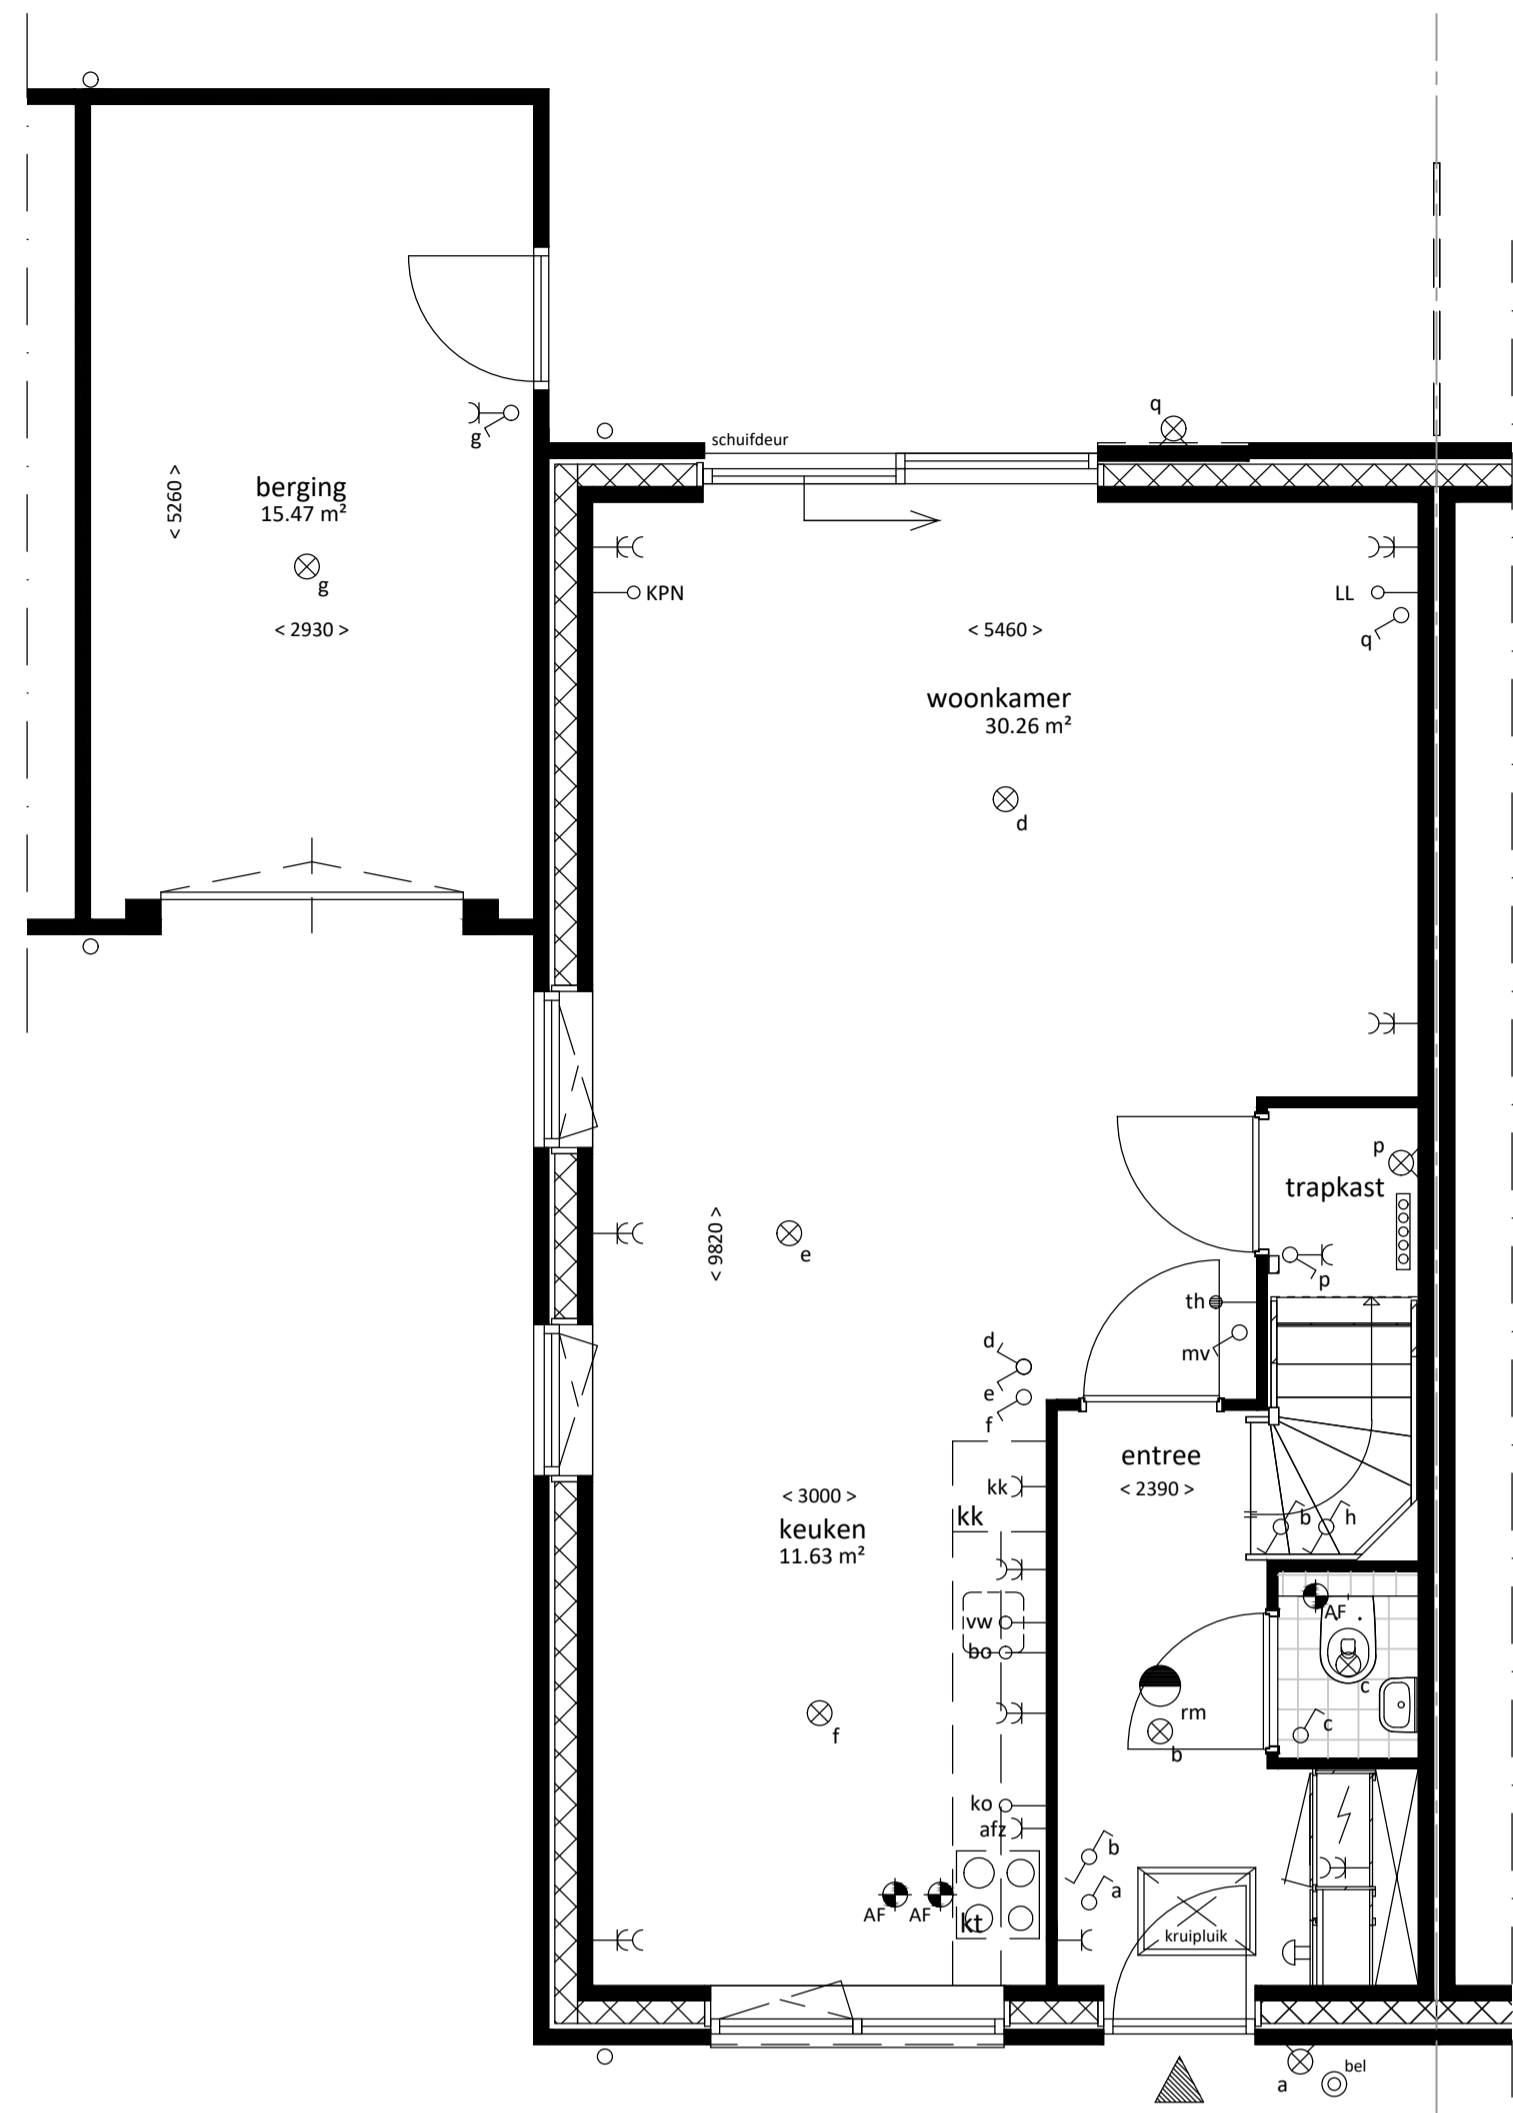 q
schuifdeur
g
berging
15.47 m²
< 5260 >
g
< 2930 >
KPN
LL
q
< 5460 >
woonkamer
30.26 m²
d
p
trapkast
p
e
< 9820 >
th
mv
d
e
f
entree
< 2390 >
kk
kk
< 3000 >
keuken
11.63 m²
b
h
AF
vw
bo
c
c
rm
b
f
ko
afz
b
a
AF
AF
kt
kruipluik
bel
a